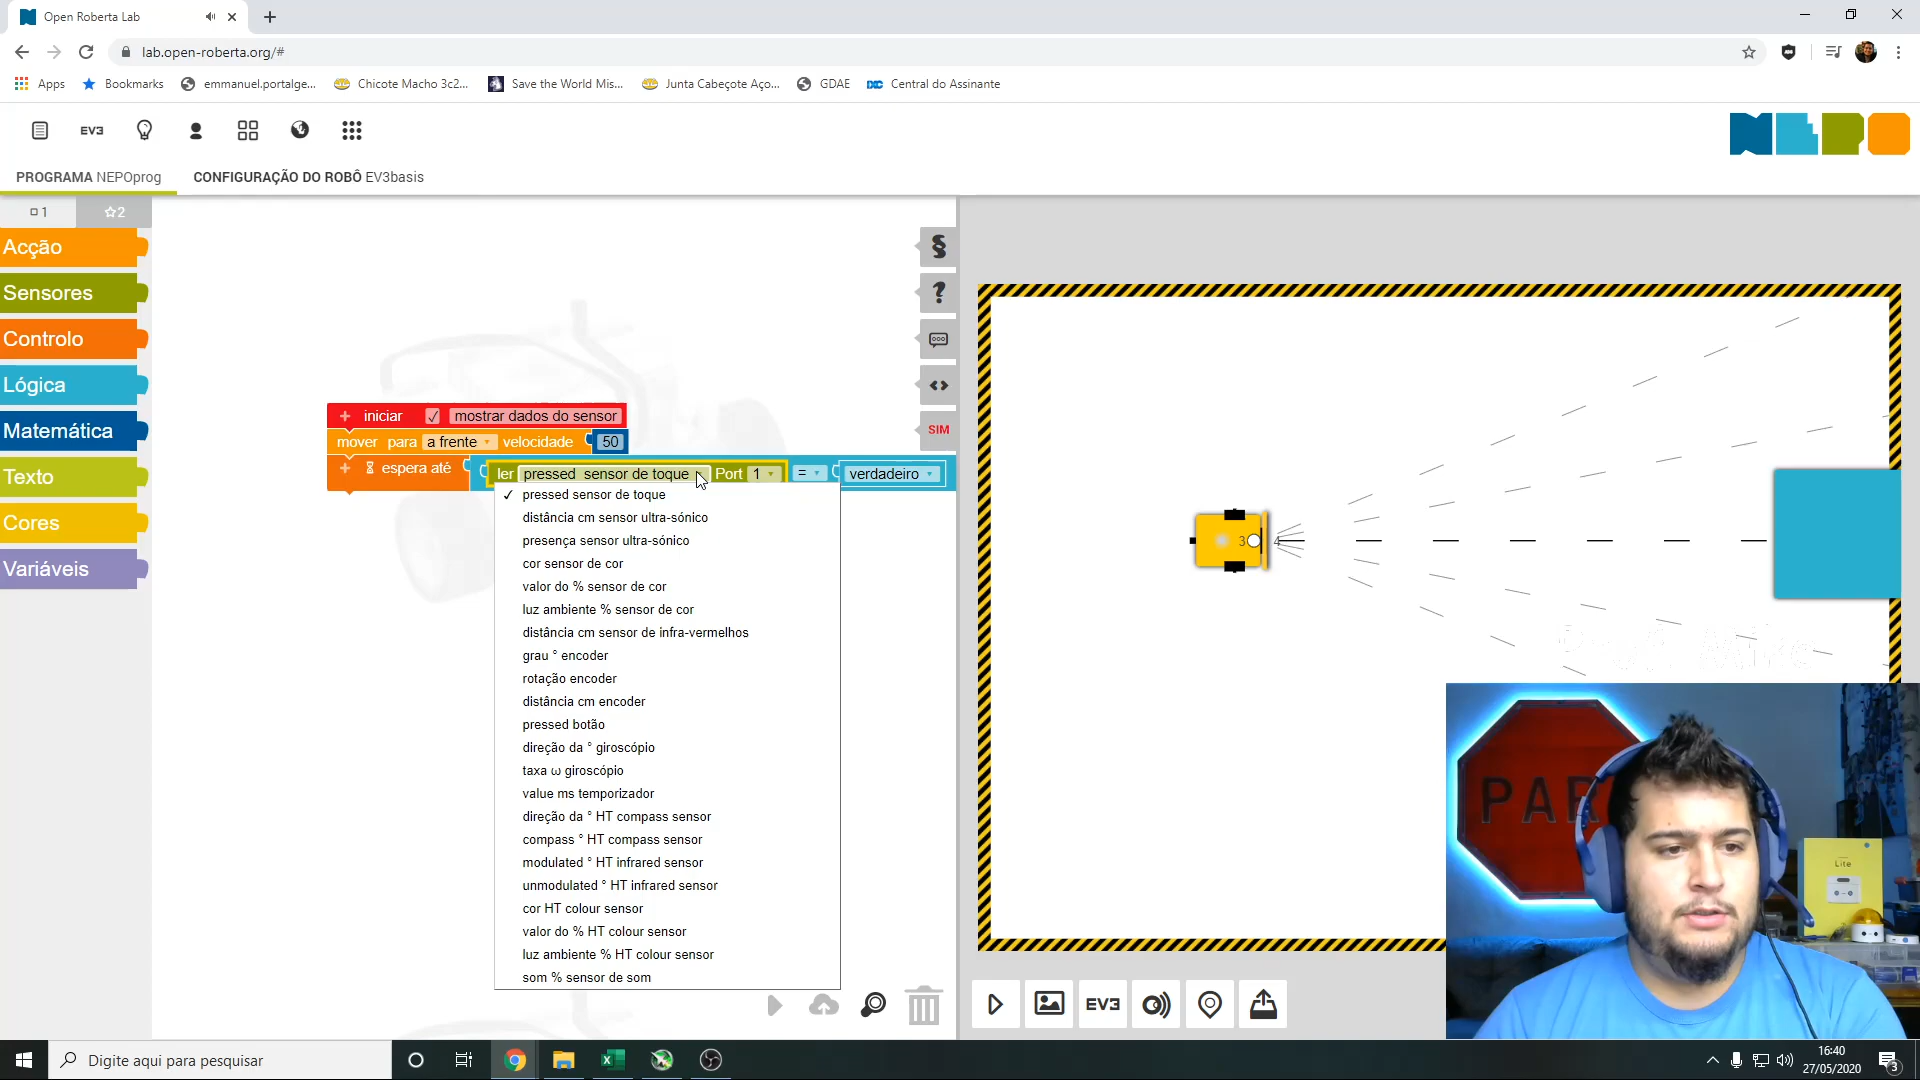 Open Roberta Lab
lab.open-roberta.org/#
Apps
Bookmarks
emmanuel.portalge...
Chicote Macho 3c2...
Save the World Mis...
Junta Cabeçote Aço...
GDAE
Central do Assinante
EV3
PROGRAMA NEPOprog
CONFIGURAÇÃO DO ROBÔ EV3basis
1
2
Acção
Sensores
Controlo
Lógica
Matemática
Texto
Cores
Variáveis
iniciar ✓ mostrar dados do sensor
mover para a frente velocidade 50
espera até ler pressed sensor de toque Port 1 = verdadeiro
✓ pressed sensor de toque
distância cm sensor ultra-sónico
presença sensor ultra-sónico
cor sensor de cor
valor do % sensor de cor
luz ambiente % sensor de cor
distância cm sensor de infra-vermelhos
grau ° encoder
rotação encoder
distância cm encoder
pressed botão
direção da ° giroscópio
taxa ω giroscópio
value ms temporizador
direção da ° HT compass sensor
compass ° HT compass sensor
modulated ° HT infrared sensor
unmodulated ° HT infrared sensor
cor HT colour sensor
valor do % HT colour sensor
luz ambiente % HT colour sensor
som % sensor de som
§
?
SIM
3
4
EV3
PAR
Lite
Digite aqui para pesquisar
16:40
27/05/2020
3